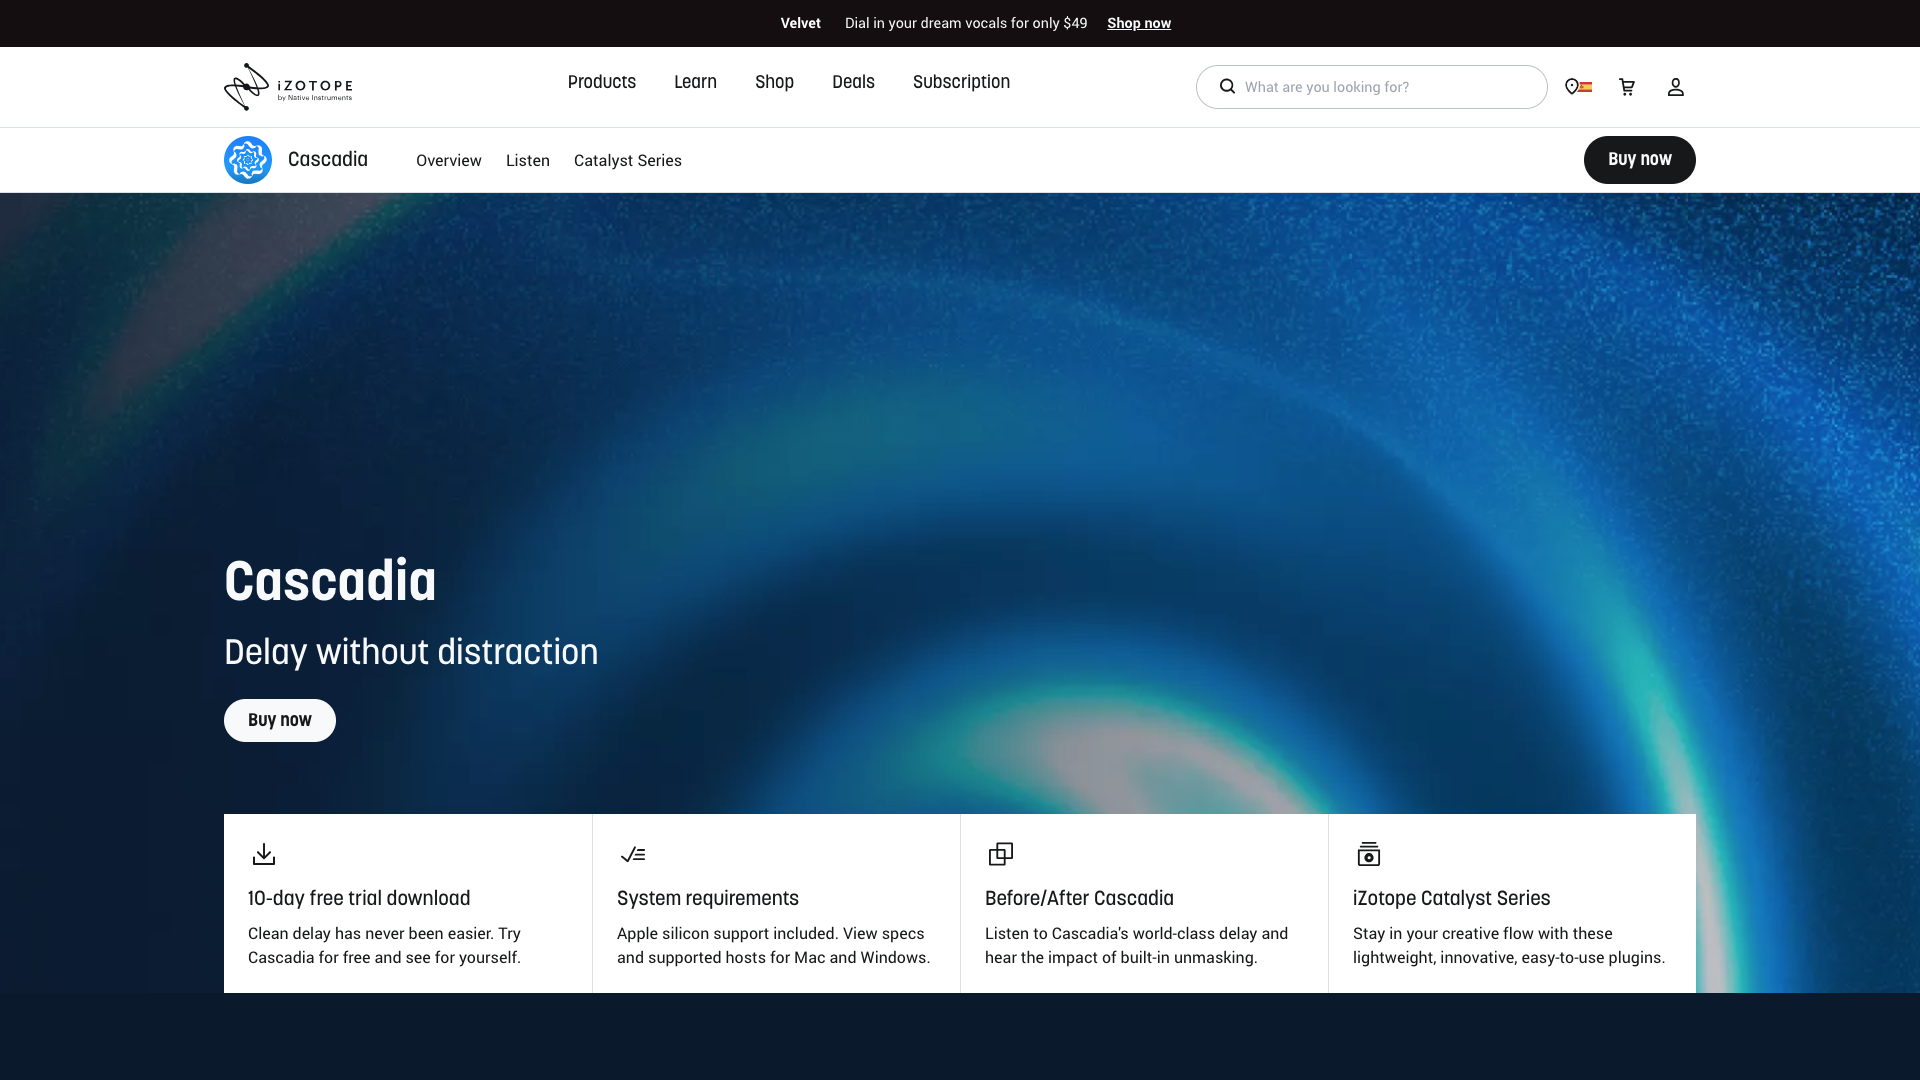 Velvet Dial in your dream vocals for only $49 Shop now
iZOTOPE
by Native Instruments
Products Learn Shop Deals Subscription
What are you looking for?
Cascadia Overview Listen Catalyst Series Buy now
Cascadia
Delay without distraction
Buy now
10-day free trial download
Clean delay has never been easier. Try
Cascadia for free and see for yourself.
System requirements
Apple silicon support included. View specs
and supported hosts for Mac and Windows.
Before/After Cascadia
Listen to Cascadia's world-class delay and
hear the impact of built-in unmasking.
iZotope Catalyst Series
Stay in your creative flow with these
lightweight, innovative, easy-to-use plugins.